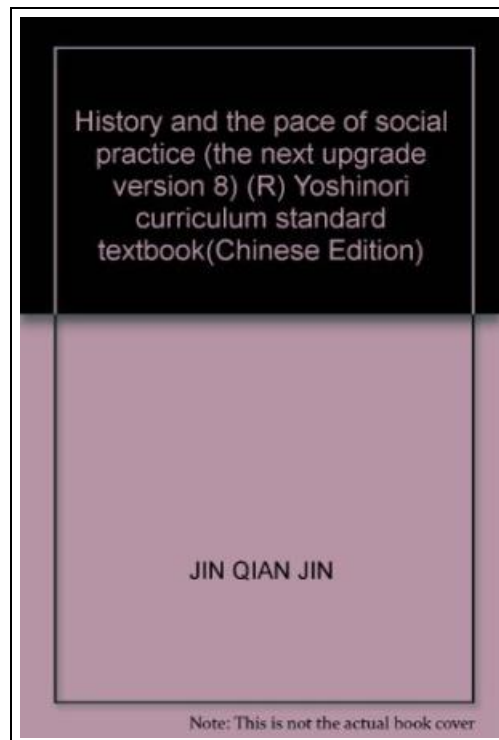 History and the pace of social
practice (the next upgrade
version 8) (R) Yoshinori
curriculum standard
textbook(Chinese Edition)
JIN QIAN JIN
Note: This is not the actual book cover